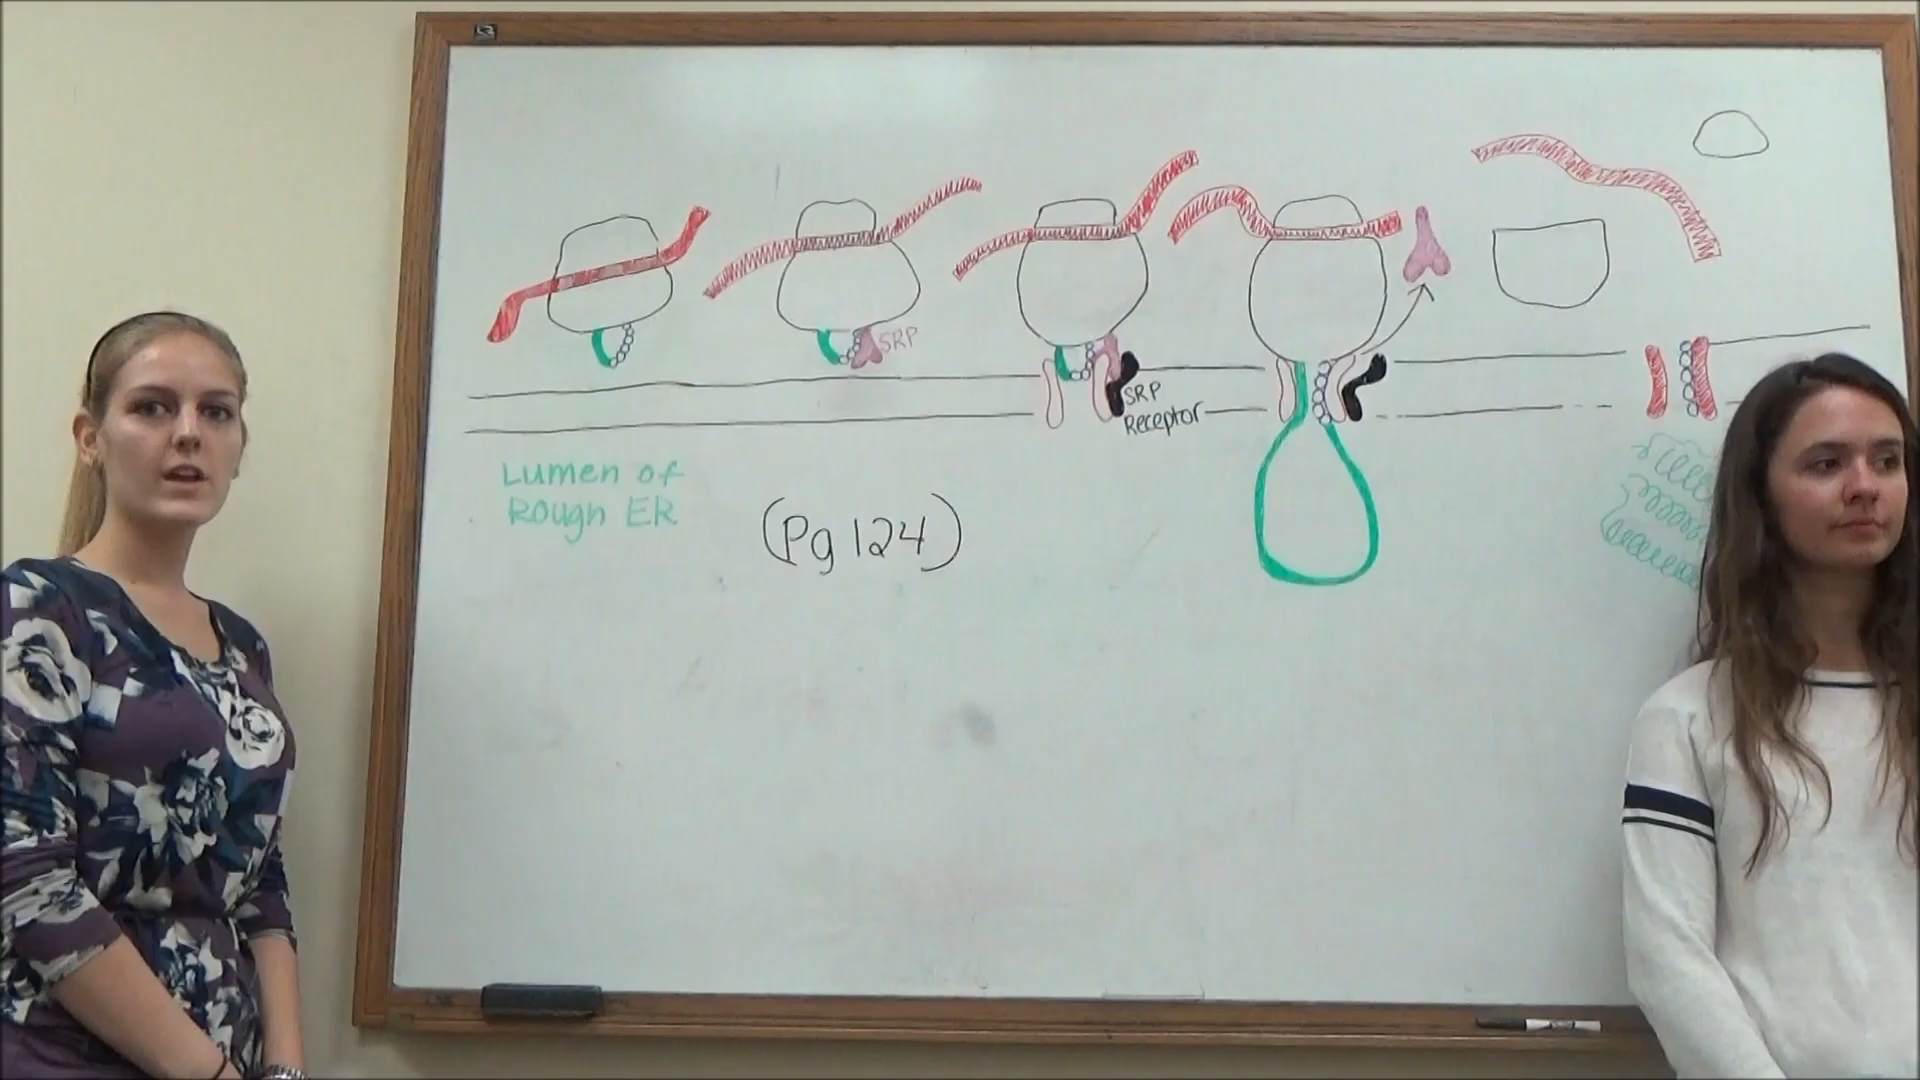 SRP
SRP
Receptor
Lumen of
Rough ER
(Pg 124)